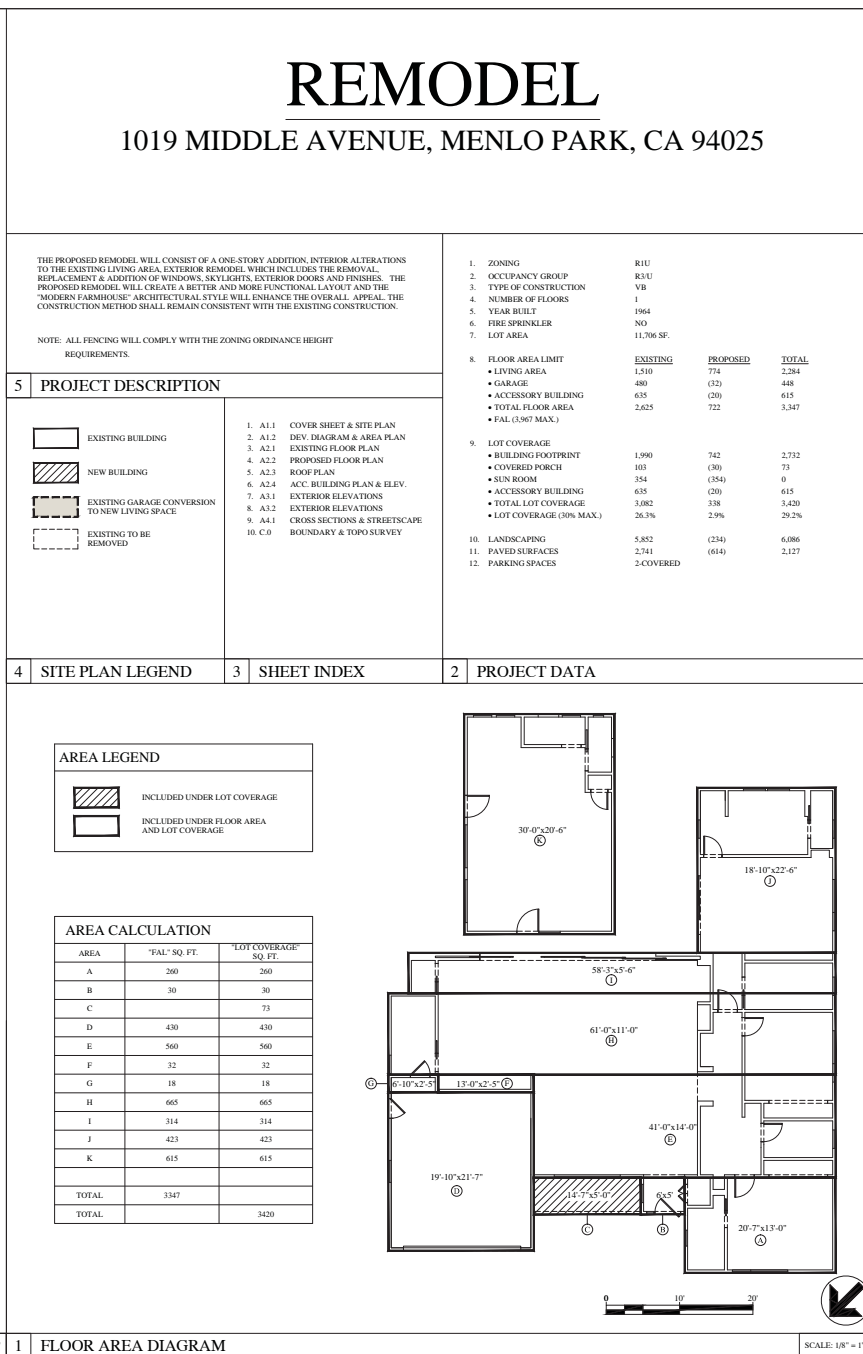 REMODEL
1019 MIDDLE AVENUE, MENLO PARK, CA 94025
THE PROPOSED REMODEL WILL CONSIST OF A ONE-STORY ADDITION, INTERIOR ALTERATIONS
TO THE EXISTING LIVING AREA, EXTERIOR REMODEL WHICH INCLUDES THE REMOVAL,
REPLACEMENT & ADDITION OF WINDOWS, SKYLIGHTS, EXTERIOR DOORS AND FINISHES. THE
PROPOSED REMODEL WILL CREATE A BETTER AND MORE FUNCTIONAL LAYOUT AND THE
"MODERN FARMHOUSE" ARCHITECTURAL STYLE WILL ENHANCE THE OVERALL APPEAL. THE
CONSTRUCTION METHOD SHALL REMAIN CONSISTENT WITH THE EXISTING CONSTRUCTION.
NOTE: ALL FENCING WILL COMPLY WITH THE ZONING ORDINANCE HEIGHT
REQUIREMENTS.
5 PROJECT DESCRIPTION
EXISTING BUILDING
NEW BUILDING
EXISTING GARAGE CONVERSION
TO NEW LIVING SPACE
EXISTING TO BE
REMOVED
4 SITE PLAN LEGEND
1. A1.1 COVER SHEET & SITE PLAN
2. A1.2 DEV. DIAGRAM & AREA PLAN
3. A2.1 EXISTING FLOOR PLAN
4. A2.2 PROPOSED FLOOR PLAN
5. A2.3 ROOF PLAN
6. A2.4 ACC. BUILDING PLAN & ELEV.
7. A3.1 EXTERIOR ELEVATIONS
8. A3.2 EXTERIOR ELEVATIONS
9. A4.1 CROSS SECTIONS & STREETSCAPE
10. C.0 BOUNDARY & TOPO SURVEY
3 SHEET INDEX
1. ZONING R1U
2. OCCUPANCY GROUP R3/U
3. TYPE OF CONSTRUCTION VB
4. NUMBER OF FLOORS 1
5. YEAR BUILT 1964
6. FIRE SPRINKLER NO
7. LOT AREA 11,706 SF.
8. FLOOR AREA LIMIT EXISTING PROPOSED TOTAL
• LIVING AREA 1,510 774 2,284
• GARAGE 480 (32) 448
• ACCESSORY BUILDING 635 (20) 615
• TOTAL FLOOR AREA 2,625 722 3,347
• FAL (3,967 MAX.)
9. LOT COVERAGE
• BUILDING FOOTPRINT 1,990 742 2,732
• COVERED PORCH 103 (30) 73
• SUN ROOM 354 (354) 0
• ACCESSORY BUILDING 635 (20) 615
• TOTAL LOT COVERAGE 3,082 338 3,420
• LOT COVERAGE (30% MAX.) 26.3% 2.9% 29.2%
10. LANDSCAPING 5,852 (234) 6,086
11. PAVED SURFACES 2,741 (614) 2,127
12. PARKING SPACES 2-COVERED
2 PROJECT DATA
AREA LEGEND
INCLUDED UNDER LOT COVERAGE
INCLUDED UNDER FLOOR AREA
AND LOT COVERAGE
AREA CALCULATION
AREA "FAL" SQ. FT. "LOT COVERAGE" SQ. FT.
A 260 260
B 30 30
C 73
D 430 430
E 560 560
F 32 32
G 18 18
H 665 665
I 314 314
J 423 423
K 615 615
TOTAL 3347
TOTAL 3420
30'-0"x20'-6"
K
18'-10"x22'-6"
J
58'-3"x5'-6"
I
61'-0"x11'-0"
H
G 6'-10"x2'-5" 13'-0"x2'-5" F
41'-0"x14'-0"
E
19'-10"x21'-7"
D
14'-7"x5'-0" 6'x5'
C B
20'-7"x13'-0"
A
0 10' 20'
1 FLOOR AREA DIAGRAM
SCALE: 1/8" = 1'